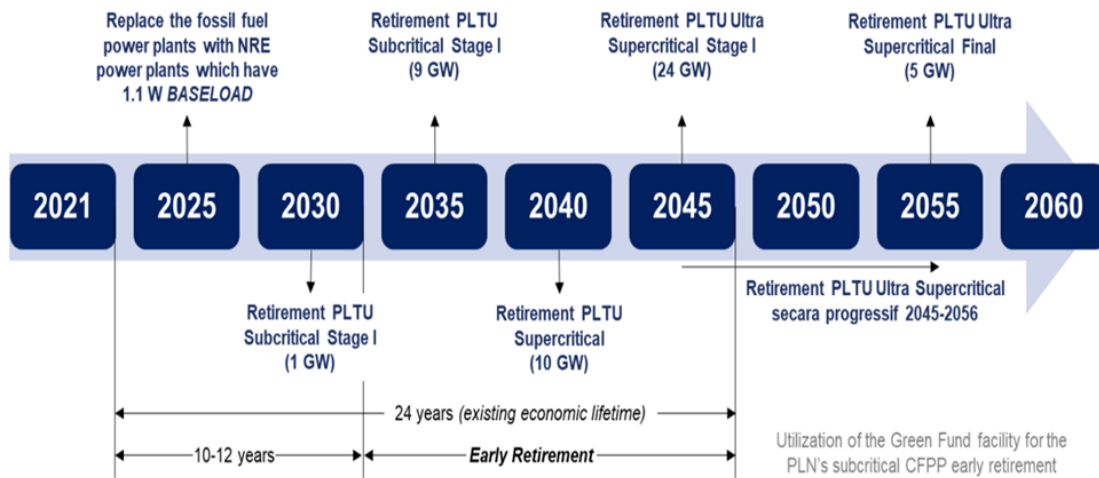 Replace the fossil fuel
power plants with NRE
power plants which have
1.1 W BASELOAD
Retirement PLTU
Subcritical Stage I
(9 GW)
Retirement PLTU Ultra
Supercritical Stage I
(24 GW)
Retirement PLTU Ultra
Supercritical Final
(5 GW)
2021
2025
2030
2035
2040
2045
2050
2055
2060
Retirement PLTU
Subcritical Stage I
(1 GW)
Retirement PLTU
Supercritical
(10 GW)
Retirement PLTU Ultra Supercritical
secara progressif 2045-2056
24 years (existing economic lifetime)
10-12 years
Early Retirement
Utilization of the Green Fund facility for the
PLN's subcritical CFPP early retirement